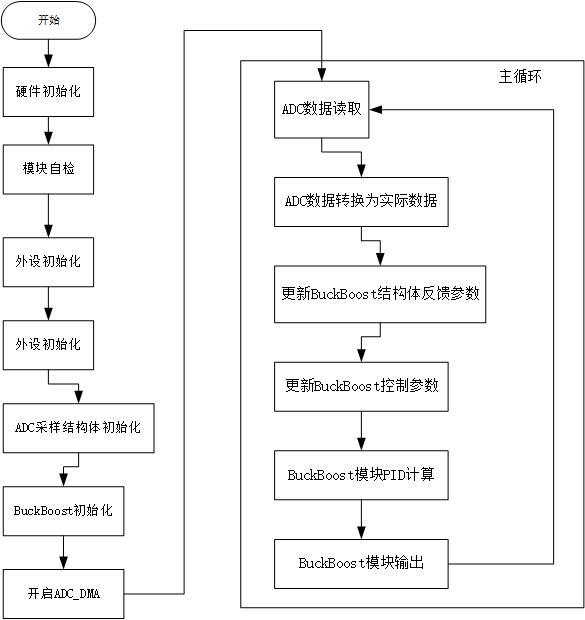 开始
硬件初始化
模块自检
外设初始化
外设初始化
ADC采样结构体初始化
BuckBoost初始化
开启ADC_DMA
主循环
ADC数据读取
ADC数据转换为实际数据
更新BuckBoost结构体反馈参数
更新BuckBoost控制参数
BuckBoost模块PID计算
BuckBoost模块输出